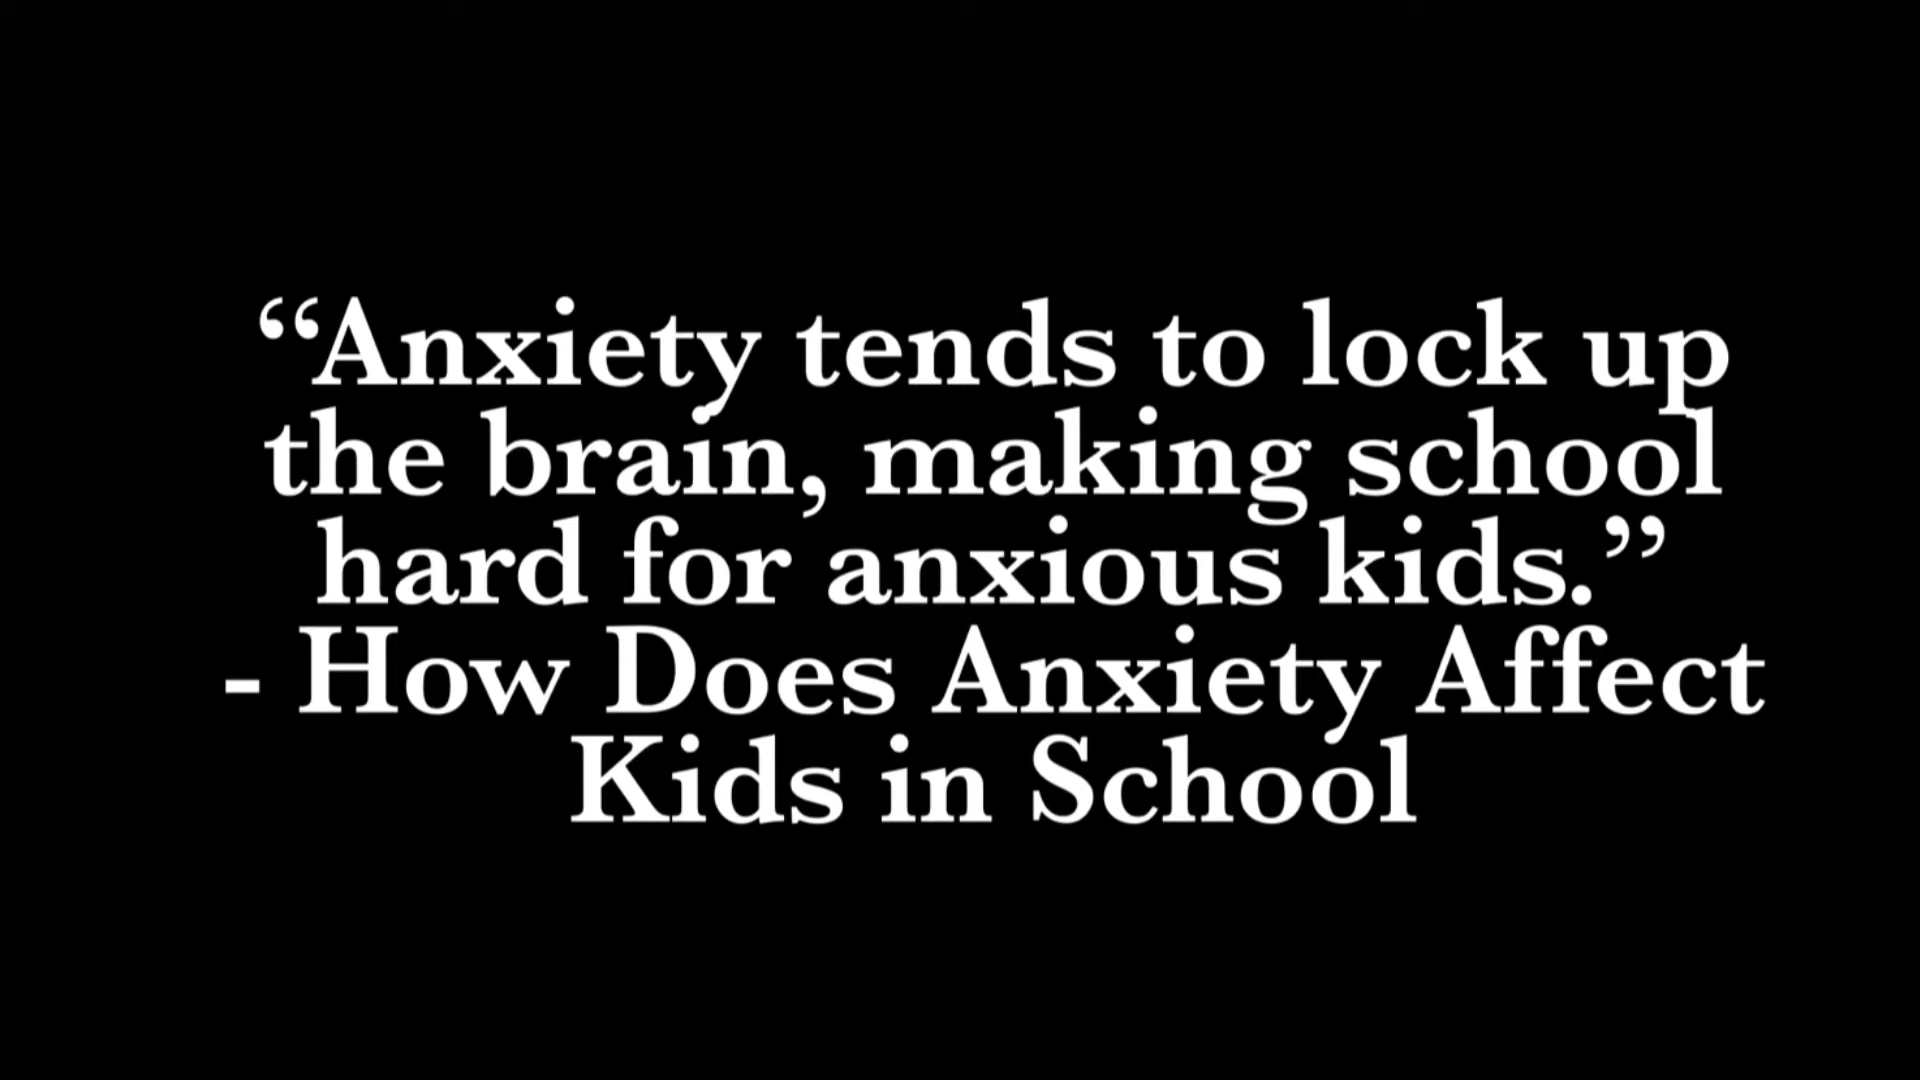 “Anxiety tends to lock up
the brain, making school
hard for anxious kids.”
- How Does Anxiety Affect
Kids in School